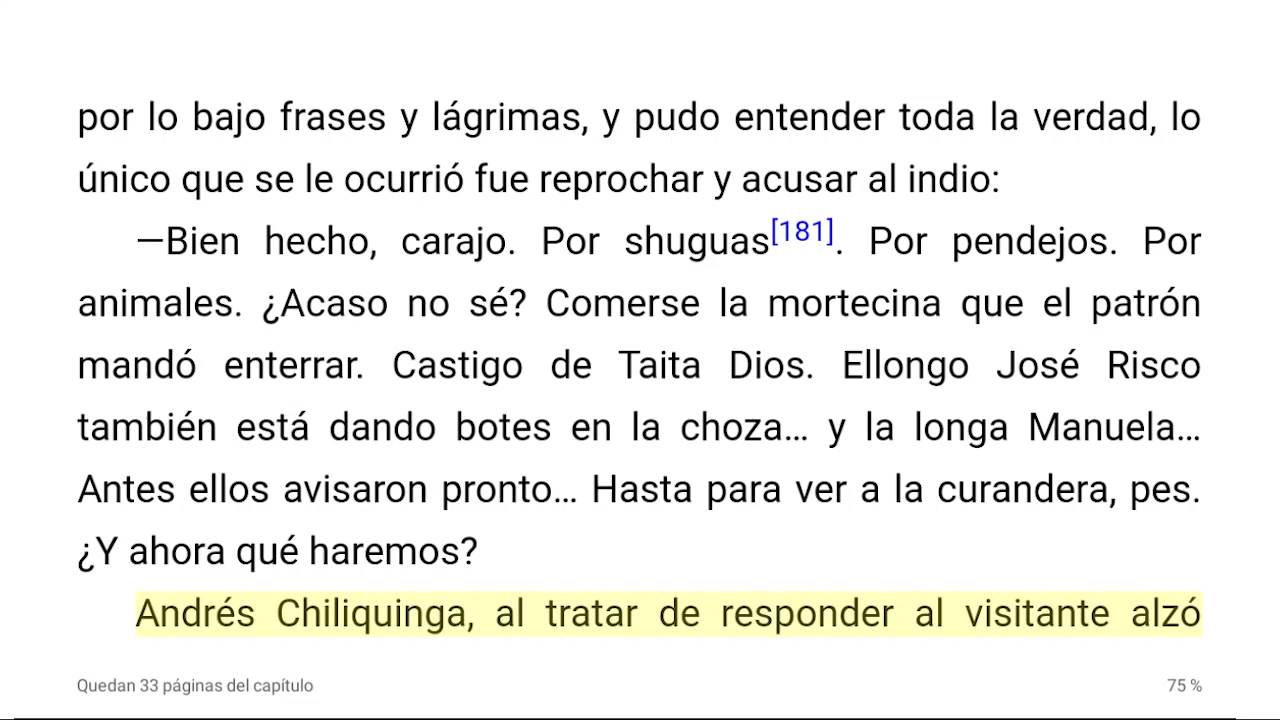 por lo bajo frases y lágrimas, y pudo entender toda la verdad, lo
único que se le ocurrió fue reprochar y acusar al indio:
—Bien hecho, carajo. Por shuguas[181]. Por pendejos. Por
animales. ¿Acaso no sé? Comerse la mortecina que el patrón
mandó enterrar. Castigo de Taita Dios. Ellongo José Risco
también está dando botes en la choza… y la longa Manuela…
Antes ellos avisaron pronto… Hasta para ver a la curandera, pes.
¿Y ahora qué haremos?
Andrés Chiliquinga, al tratar de responder al visitante alzó
Quedan 33 páginas del capítulo 75 %